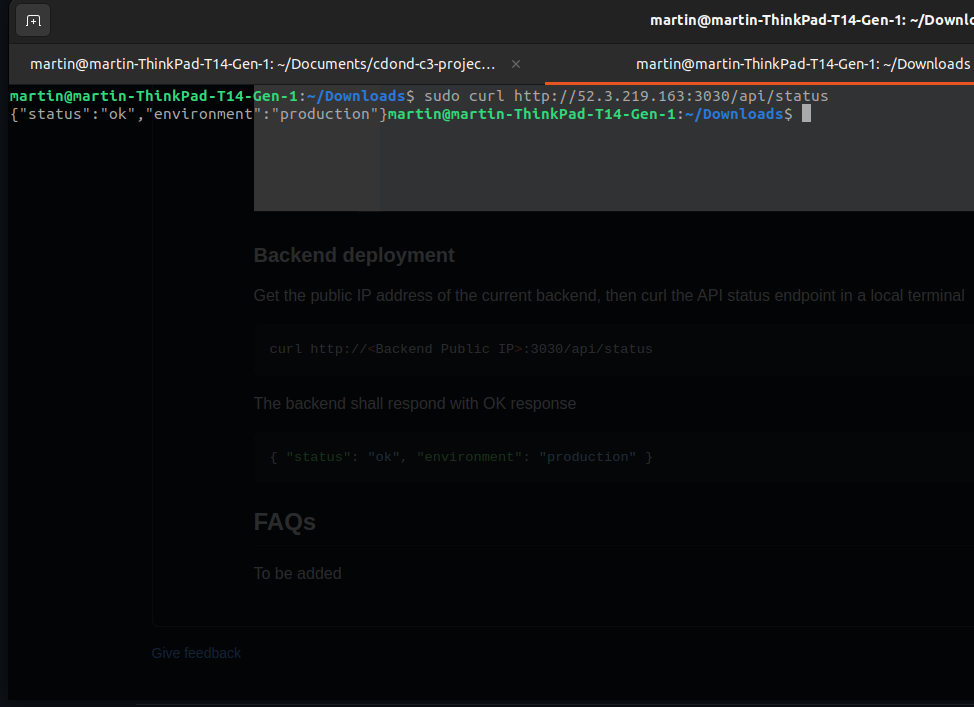 martin@martin-ThinkPad-T14-Gen-1: ~/Downlo
martin@martin-ThinkPad-T14-Gen-1: ~/Documents/cdond-c3-projec…
martin@martin-ThinkPad-T14-Gen-1: ~/Downloads
martin@martin-ThinkPad-T14-Gen-1:~/Downloads$ sudo curl http://52.3.219.163:3030/api/status
{"status":"ok","environment":"production"}martin@martin-ThinkPad-T14-Gen-1:~/Downloads$
Backend deployment
Get the public IP address of the current backend, then curl the API status endpoint in a local terminal
curl http://<Backend Public IP>:3030/api/status
The backend shall respond with OK response
{ "status": "ok", "environment": "production" }
FAQs
To be added
Give feedback